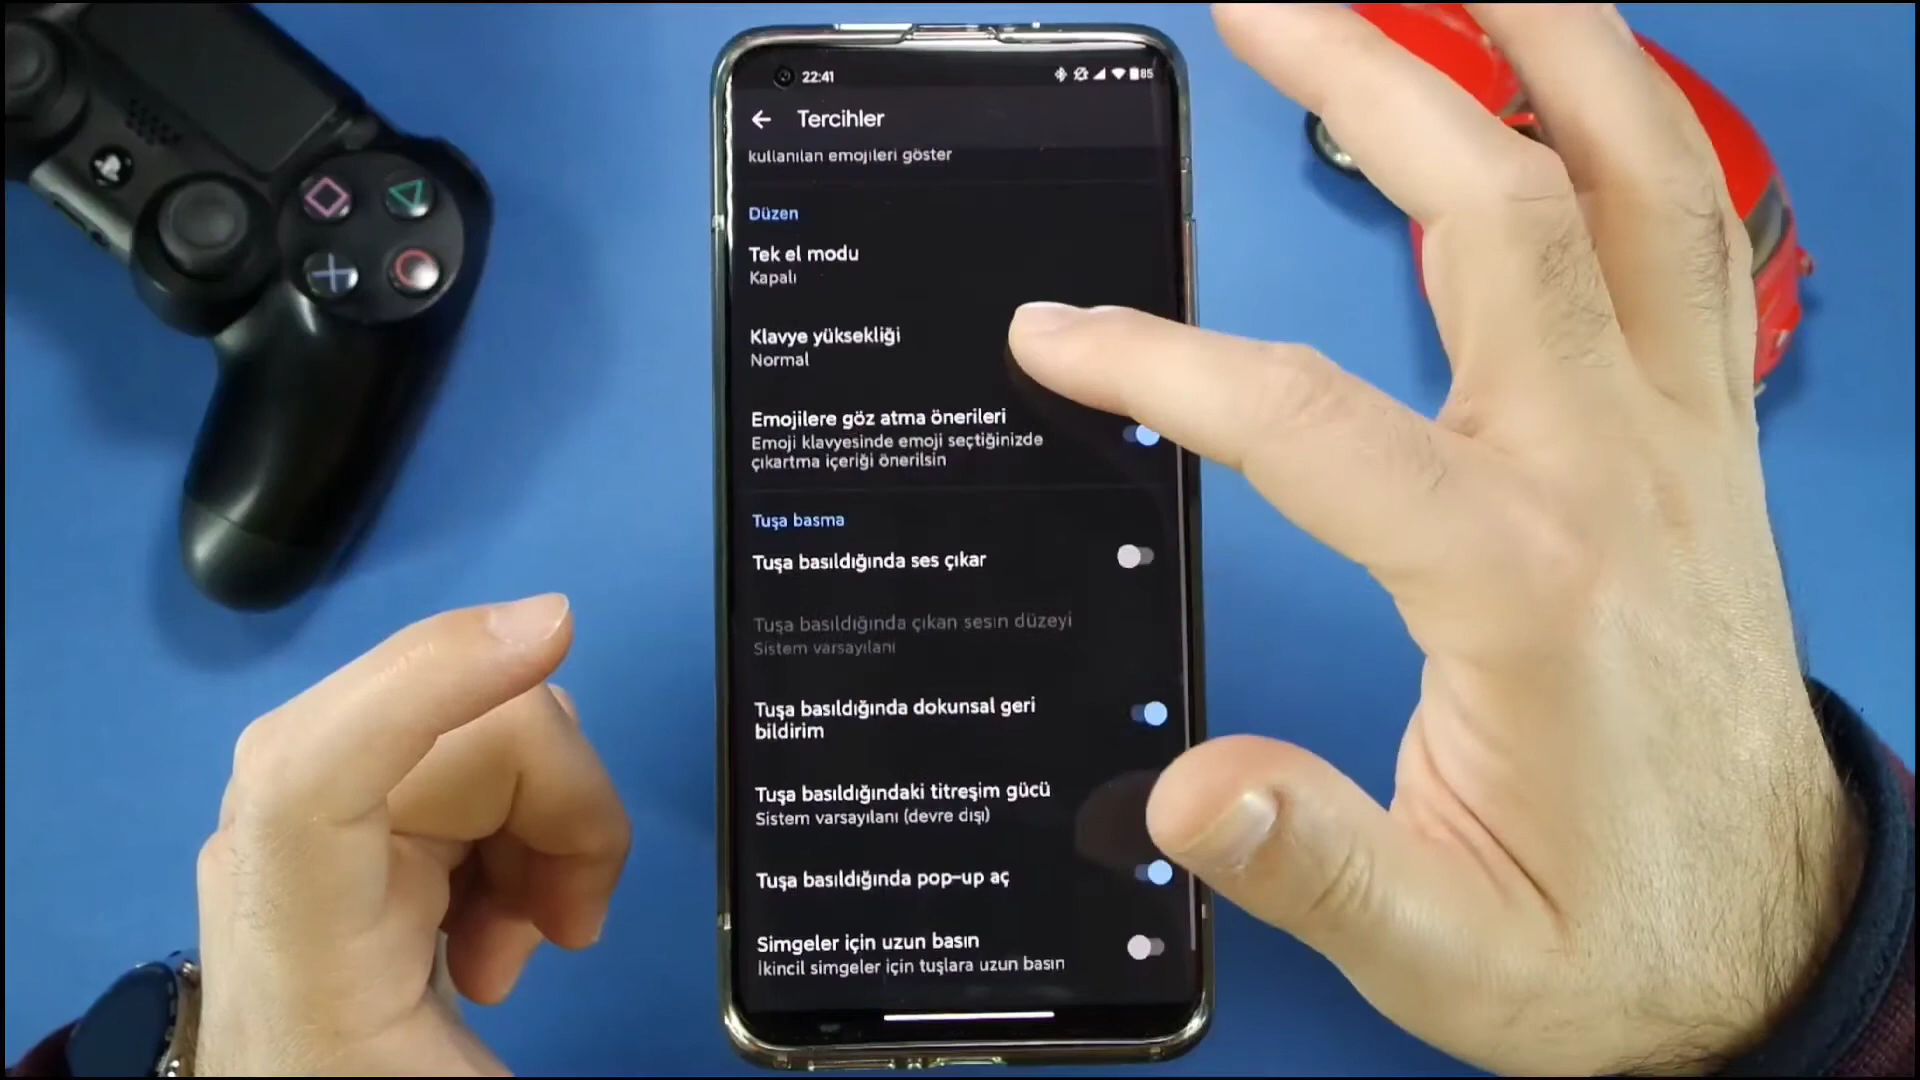 22:41
85
Tercihler
kullanılan emojileri göster
Düzen
Tek el modu
Kapalı
Klavye yüksekliği
Normal
Emojilere göz atma önerileri
Emoji klavyesinde emoji seçtiğinizde
çıkartma içeriği önerilsin
Tuşa basma
Tuşa basıldığında ses çıkar
Tuşa basıldığında çıkan sesin düzeyi
Sistem varsayılanı
Tuşa basıldığında dokunsal geri
bildirim
Tuşa basıldığındaki titreşim gücü
Sistem varsayılanı (devre dışı)
Tuşa basıldığında pop-up aç
Simgeler için uzun basın
İkincil simgeler için tuşlara uzun basın